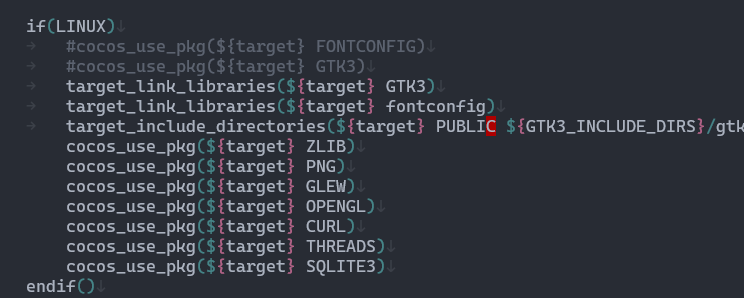 if(LINUX)↓
→ #cocos_use_pkg(${target} FONTCONFIG)↓
→ #cocos_use_pkg(${target} GTK3)↓
→ target_link_libraries(${target} GTK3)↓
→ target_link_libraries(${target} fontconfig)↓
→ target_include_directories(${target} PUBLIC ${GTK3_INCLUDE_DIRS}/gtk
cocos_use_pkg(${target} ZLIB)↓
cocos_use_pkg(${target} PNG)↓
cocos_use_pkg(${target} GLEW)↓
cocos_use_pkg(${target} OPENGL)↓
cocos_use_pkg(${target} CURL)↓
cocos_use_pkg(${target} THREADS)↓
cocos_use_pkg(${target} SQLITE3)↓
endif()↓